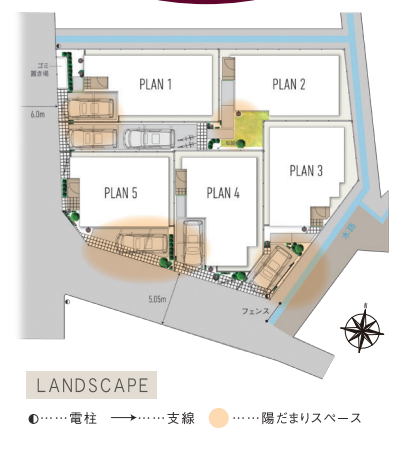 ゴミ
置き場
PLAN 1
PLAN 2
6.0m
PLAN 3
PLAN 5
PLAN 4
水路
5.05m
フェンス
N
LANDSCAPE
◐……電柱 →……支線 ●……陽だまりスペース